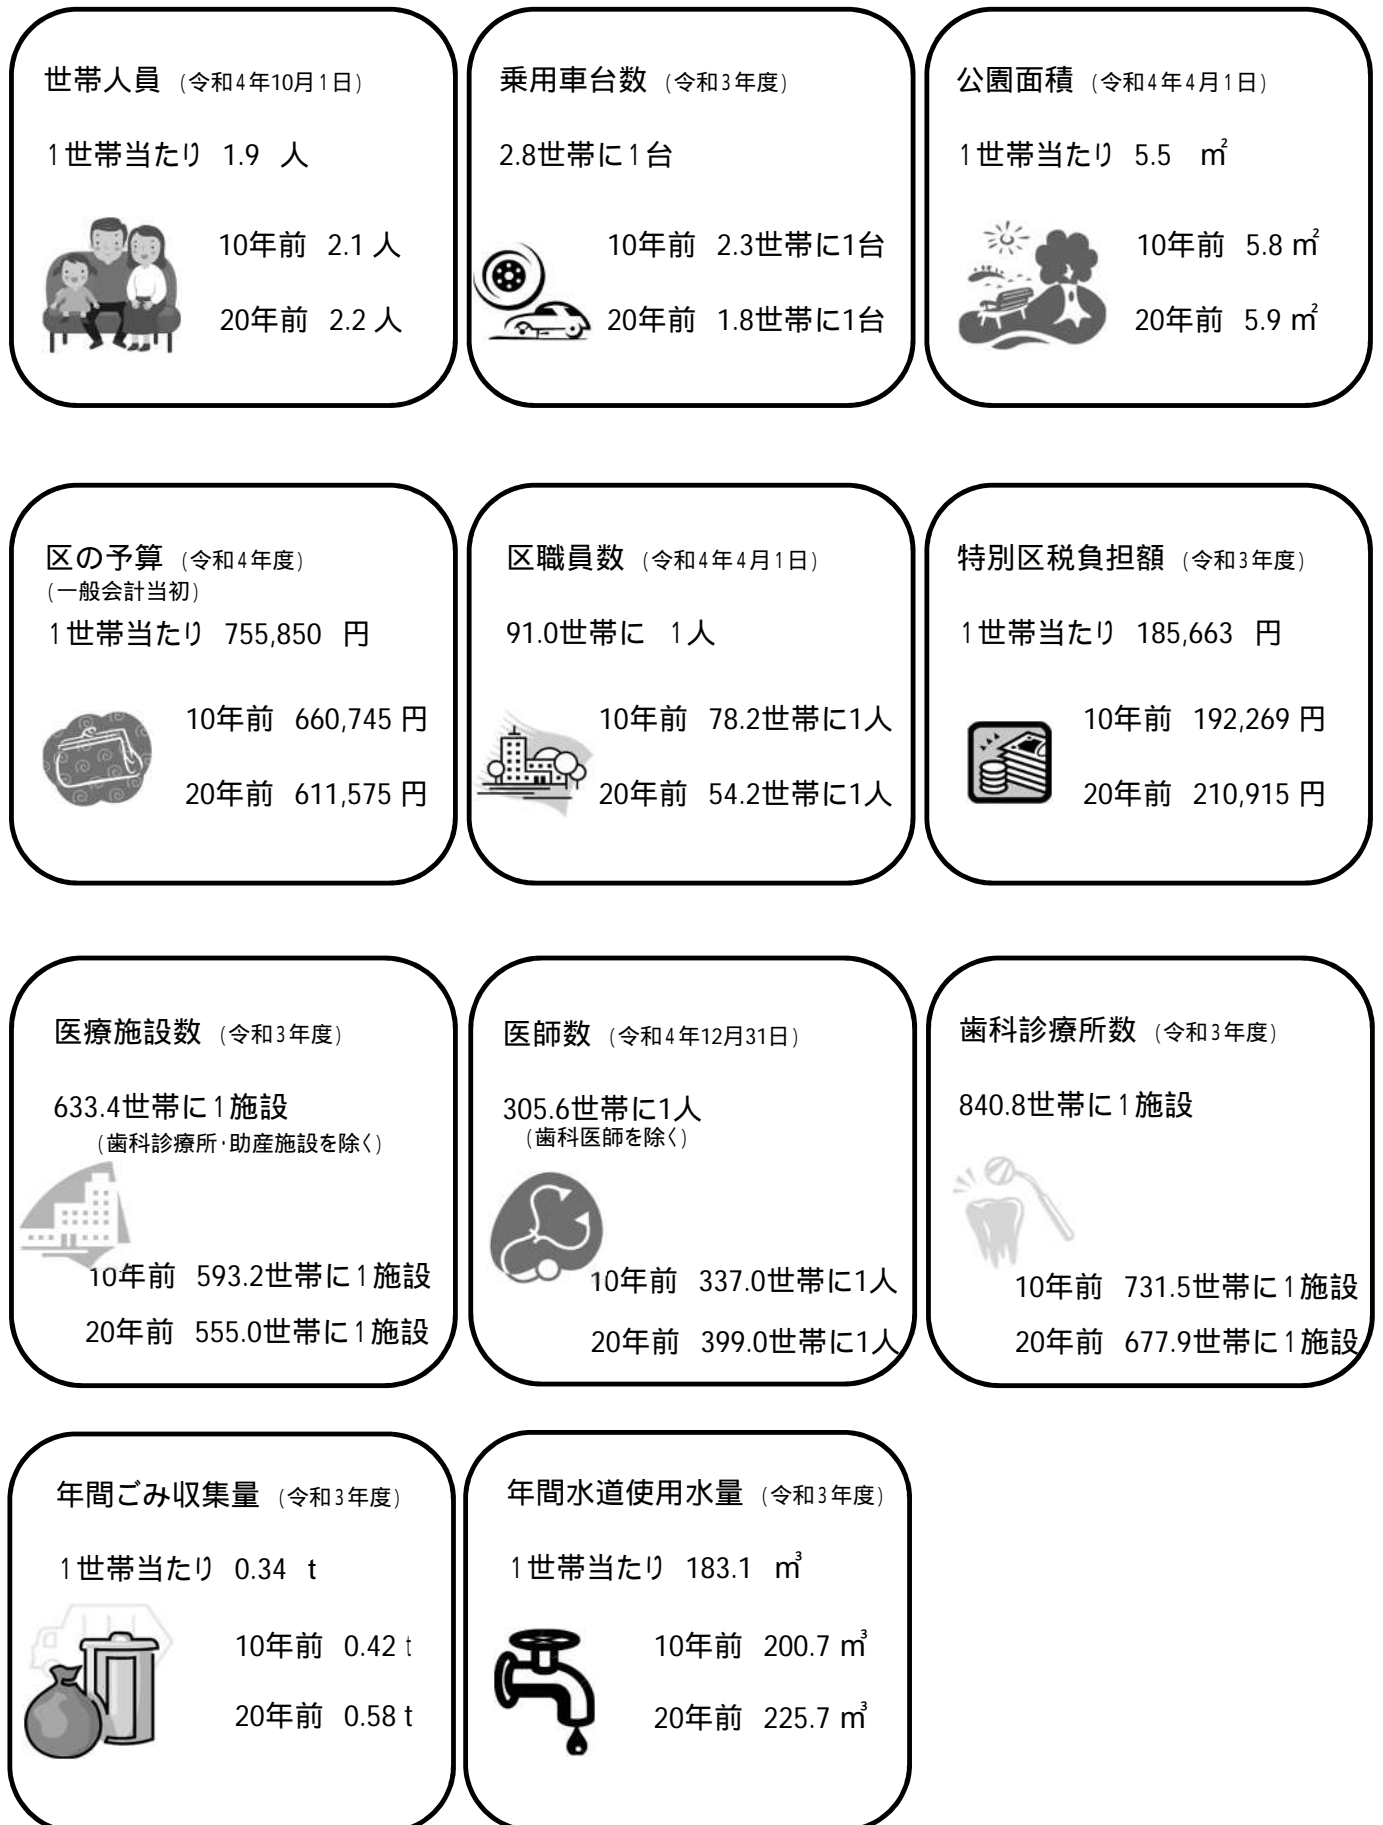 世帯人員 (令和4年10月1日)
1世帯当たり 1.9 人
10年前 2.1 人
20年前 2.2 人
乗用車台数 (令和3年度)
2.8世帯に1台
10年前 2.3世帯に1台
20年前 1.8世帯に1台
公園面積 (令和4年4月1日)
1世帯当たり 5.5 ㎡
10年前 5.8 ㎡
20年前 5.9 ㎡
区の予算 (令和4年度)
(一般会計当初)
1世帯当たり 755,850 円
10年前 660,745 円
20年前 611,575 円
区職員数 (令和4年4月1日)
91.0世帯に 1人
10年前 78.2世帯に1人
20年前 54.2世帯に1人
特別区税負担額 (令和3年度)
1世帯当たり 185,663 円
10年前 192,269 円
20年前 210,915 円
医療施設数 (令和3年度)
633.4世帯に1施設
(歯科診療所・助産施設を除く)
10年前 593.2世帯に1施設
20年前 555.0世帯に1施設
医師数 (令和4年12月31日)
305.6世帯に1人
(歯科医師を除く)
10年前 337.0世帯に1人
20年前 399.0世帯に1人
歯科診療所数 (令和3年度)
840.8世帯に1施設
10年前 731.5世帯に1施設
20年前 677.9世帯に1施設
年間ごみ収集量 (令和3年度)
1世帯当たり 0.34 t
10年前 0.42 t
20年前 0.58 t
年間水道使用水量 (令和3年度)
1世帯当たり 183.1 ㎥
10年前 200.7 ㎥
20年前 225.7 ㎥